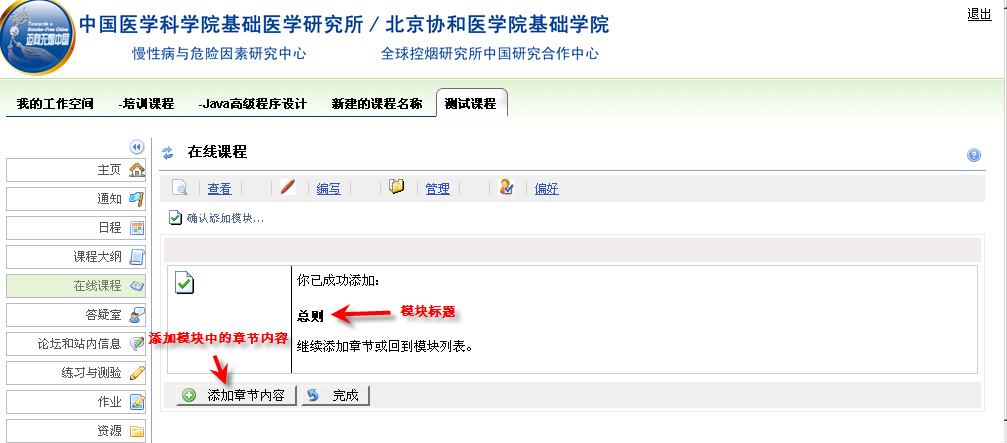 退出
Towards a
Smoke-Free China
迈向无烟中国
中国医学科学院基础医学研究所 / 北京协和医学院基础学院
慢性病与危险因素研究中心 全球控烟研究所中国研究合作中心
我的工作空间 -培训课程 -Java高级程序设计 新建的课程名称 测试课程
主页
通知
日程
课程大纲
在线课程
答疑室
论坛和站内信息
练习与测验
作业
资源
在线课程
查看 编写 管理 偏好
确认添加模块...
你已成功添加:
总则
模块标题
继续添加章节或回到模块列表。
添加模块中的章节内容
添加章节内容 完成